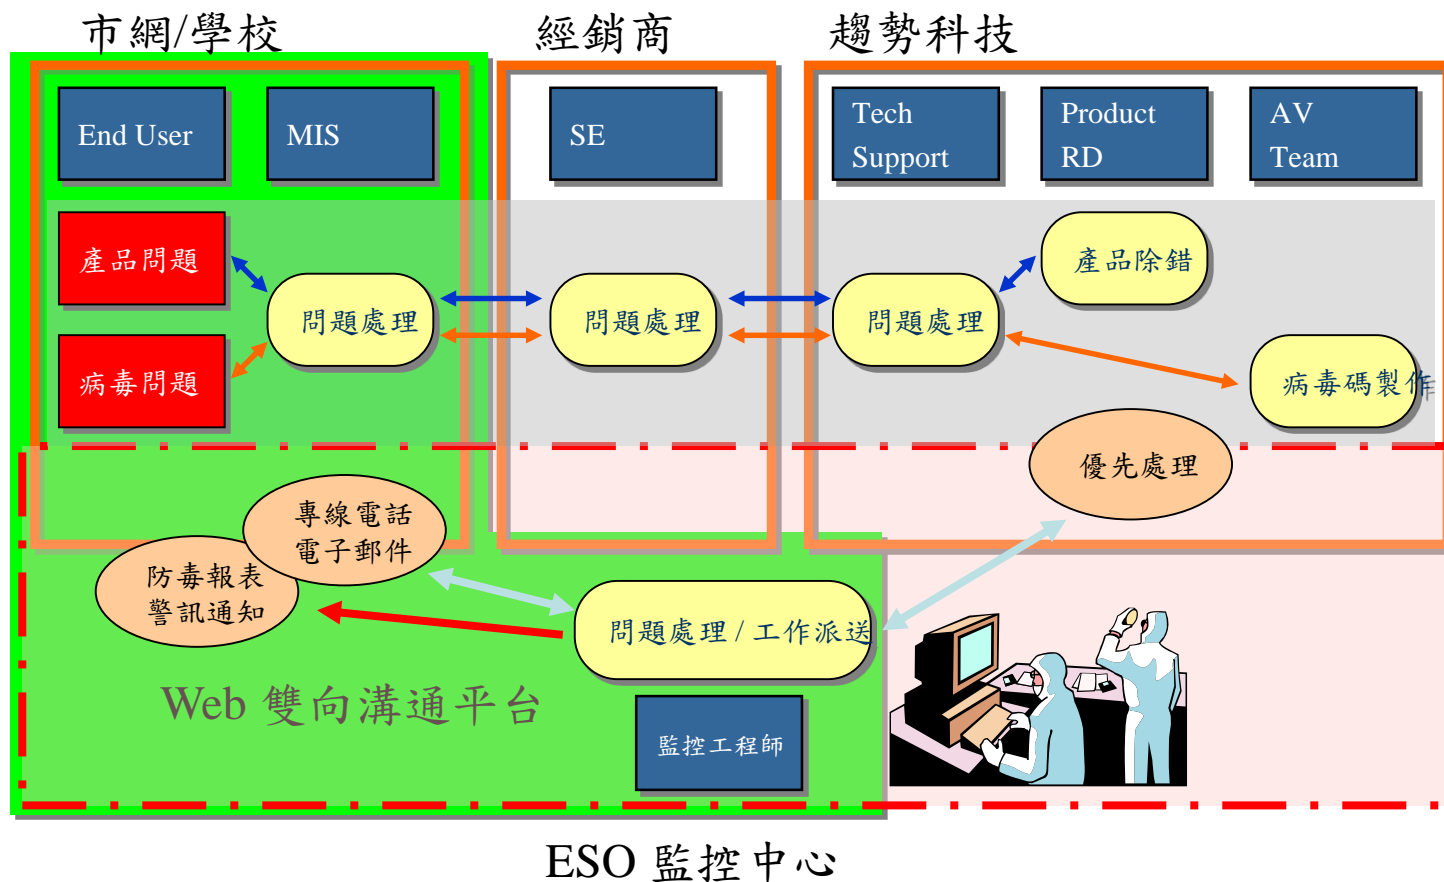 市網/學校
經銷商
趨勢科技
End User
MIS
SE
Tech
Support
Product
RD
AV
Team
產品問題
病毒問題
問題處理
問題處理
問題處理
產品除錯
病毒碼製作
優先處理
專線電話
電子郵件
防毒報表
警訊通知
問題處理 / 工作派送
Web 雙向溝通平台
監控工程師
ESO 監控中心